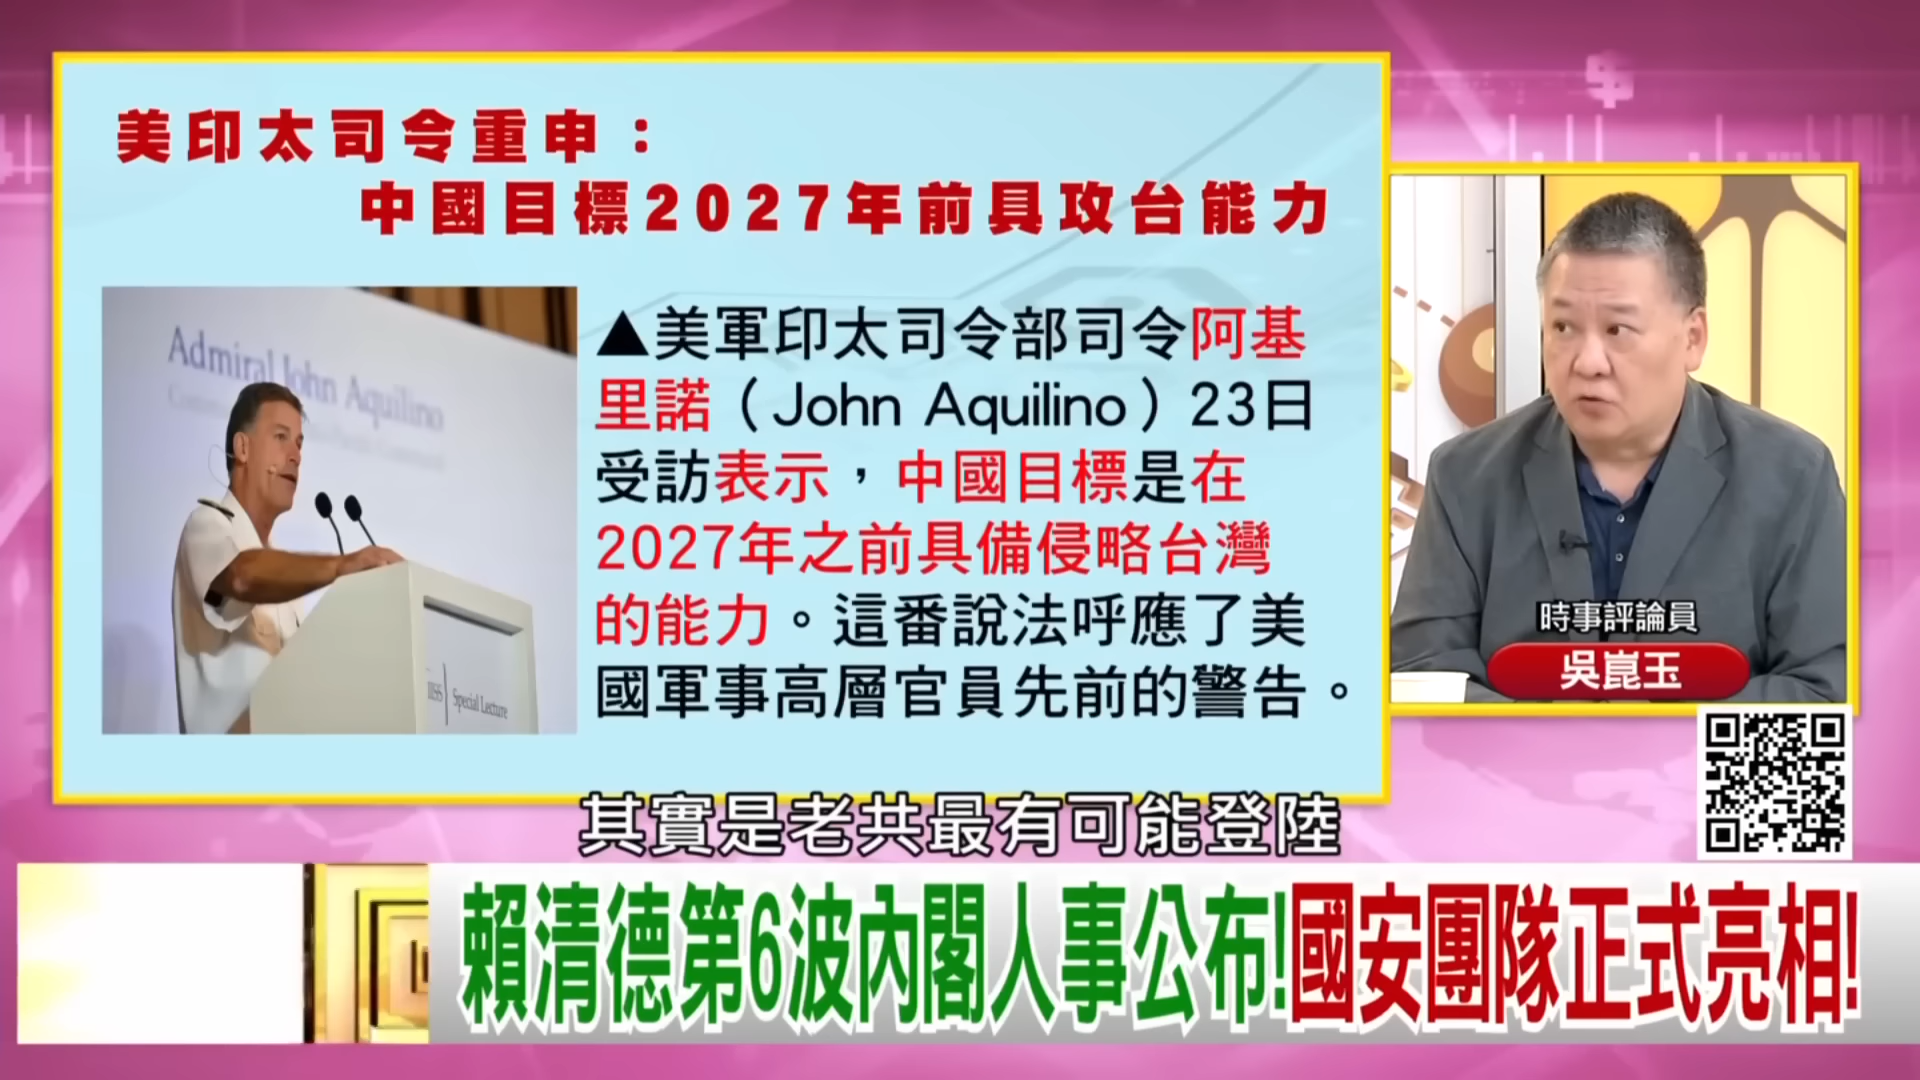 美印太司令重申：
中國目標2027年前具攻台能力
Admiral John Aquilino
▲美軍印太司令部司令阿基
里諾（John Aquilino）23日
受訪表示，中國目標是在
2027年之前具備侵略台灣
的能力。這番說法呼應了美
國軍事高層官員先前的警告。
IISS
Special Lecture
時事評論員
吳崑玉
其實是老共最有可能登陸
賴清德第6波內閣人事公布!國安團隊正式亮相!